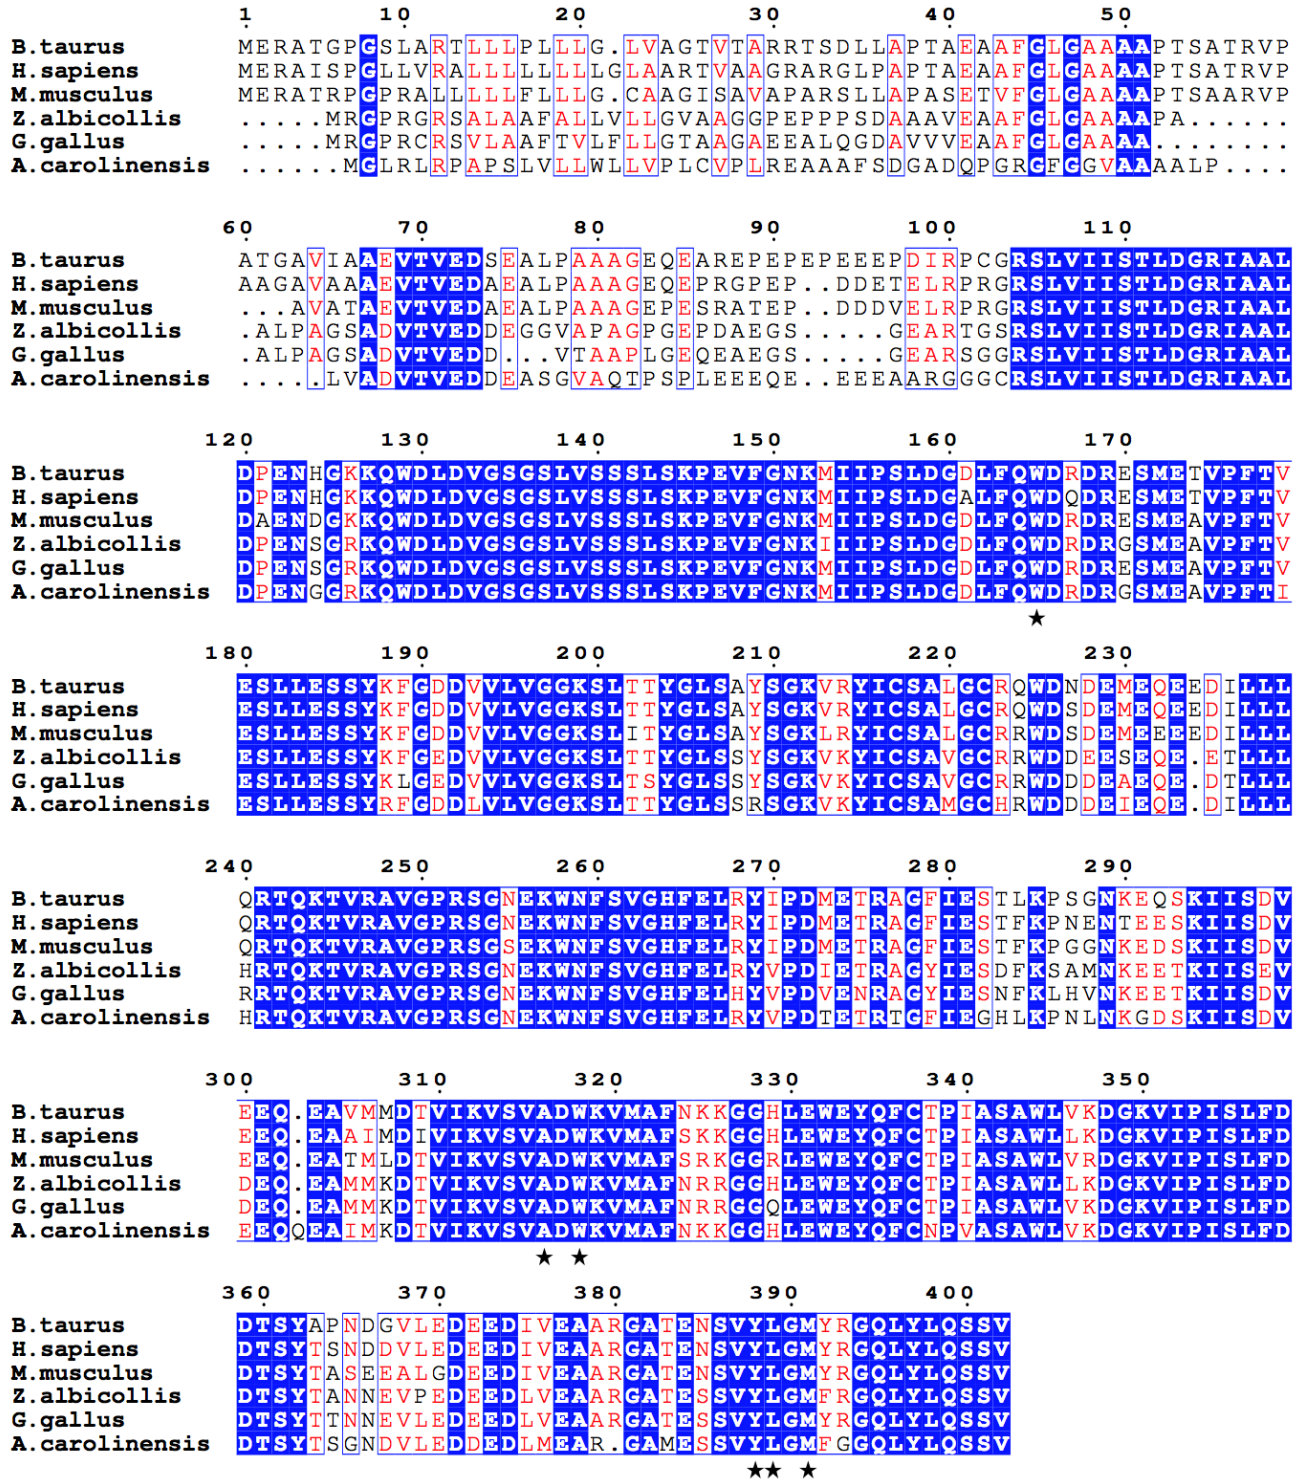 1 10 20 30 40 50
B.taurus MERATGPGSLARTLLLPLLLG.LVAGTVTARRTSDLLAPTAEAAFGLGAAAAPTSATRVP
H.sapiens MERAISPGLLVRALLLLLLLLGLAARTVAAGRARGLPAPTAEAAFGLGAAAAPTSATRVP
M.musculus MERATRPGPRALLLLLFLLLG.CAAGISAVAPARSLLAPASETVFGLGAAAAPTSAARVP
Z.albicollis .....MRGPRGRSALAAFALLVLLGVAAGGPEPPPSDAAAVEAAFGLGAAAAPA......
G.gallus .....MRGPRCRSVLAAFTVLFLLGTAAGAEEALQGDAVVVEAAFGLGAAAA........
A.carolinensis ......MGLRLRPAPSLVLLWLLVPLCVPLREAAAFSDGADQPGRGFGGVAAAALP....
60 70 80 90 100 110
B.taurus ATGAVIAAEVTVEDSEALPAAAGEQEAREPEPEPEEEPDIRPCGRSLVIISTLDGRIAAL
H.sapiens AAGAVAAAEVTVEDAEALPAAAGEQEPRGPEP..DDETELRPRGRSLVIISTLDGRIAAL
M.musculus ...AVATAEVTVEDAEALPAAAGEPESRATEP..DDDVELRPRGRSLVIISTLDGRIAAL
Z.albicollis .ALPAGSADVTVEDDEGGVAPAGPGEPDAEGS.....GEARTGSRSLVIISTLDGRIAAL
G.gallus .ALPAGSADVTVEDD...VTAAPLGEQEAEGS.....GEARSGGRSLVIISTLDGRIAAL
A.carolinensis .....LVADVTVEDDEASGVAQTPSPLEEEQE..EEEAARGGGCRSLVIISTLDGRIAAL
120 130 140 150 160 170
B.taurus DPENHGKKQWDLDVGSGSLVSSSLSKPEVFGNKMIIPSLDGDLFQWDRDRESMETVPFTV
H.sapiens DPENHGKKQWDLDVGSGSLVSSSLSKPEVFGNKMIIPSLDGALFQWDQDRESMETVPFTV
M.musculus DAENDGKKQWDLDVGSGSLVSSSLSKPEVFGNKMIIPSLDGDLFQWDRDRESMEAVPFTV
Z.albicollis DPENSGRKQWDLDVGSGSLVSSSLSKPEVFGNKIIIPSLDGDLFQWDRDRGSMEAVPFTV
G.gallus DPENSGRKQWDLDVGSGSLVSSSLSKPEVFGNKMIIPSLDGDLFQWDRDRESMEAVPFTV
A.carolinensis DPENGGRKQWDLDVGSGSLVSSSLSKPEVFGNKMIIPSLDGDLFQWDRDRGSMEAVPFTI
★
180 190 200 210 220 230
B.taurus ESLLESSYKFGDDVVLVGGKSLTTYGLSAYSGKVRYICSALGCRQWDNDEMEQEEDILLL
H.sapiens ESLLESSYKFGDDVVLVGGKSLTTYGLSAYSGKVRYICSALGCRQWDSDEMEQEEDILLL
M.musculus ESLLESSYKFGDDVVLVGGKSLITYGLSAYSGKLRYICSALGCRRWDSDEMEEEEDILLL
Z.albicollis ESLLESSYKFGEDVVLVGGKSLTTYGLSSYSGKVKYICSAVGCRRWDDEESEQE.ETLLL
G.gallus ESLLESSYKLGEDVVLVGGKSLTSYGLSSYSGKVKYICSAVGCRRWDDDEAEQE.DTLLL
A.carolinensis ESLLESSYRFGDDLVLVGGKSLTTYGLSSRSGKVKYICSAMGCHRWDDDEIEQE.DILLL
240 250 260 270 280 290
B.taurus QRTQKTVRAVGPRSGNEKWNFSVGHFELRYIPDMETRAGFIESTLKPSGNKEQSKIISDV
H.sapiens QRTQKTVRAVGPRSGNEKWNFSVGHFELRYIPDMETRAGFIESTFKPNENTEESKIISDV
M.musculus QRTQKTVRAVGPRSGSEKWNFSVGHFELRYIPDMETRAGFIESTFKPGGNKEDSKIISDV
Z.albicollis HRTQKTVRAVGPRSGNEKWNFSVGHFELRYVPDIETRAGYIESDFKSAMNKEETKIISEV
G.gallus RRTQKTVRAVGPRSGNEKWNFSVGHFELHYVPDVENRAGYIESNFKLHVNKEETKIISDV
A.carolinensis HRTQKTVRAVGPRSGNEKWNFSVGHFELRYVPDTETRTGFIEGHLKPNLNKGDSKIISDV
300 310 320 330 340 350
B.taurus EEQ.EAVMMDTVIKVSVADWKVMAFNKKGGHLEWEYQFCTPIASAWLVKDGKVIPISLFD
H.sapiens EEQ.EAAIMDIVIKVSVADWKVMAFSKKGGHLEWEYQFCTPIASAWLLKDGKVIPISLFD
M.musculus EEQ.EATMLDTVIKVSVADWKVMAFSRKGGRLEWEYQFCTPIASAWLVRDGKVIPISLFD
Z.albicollis DEQ.EAMMKDTVIKVSVADWKVMAFNRRGGHLEWEYQFCTPIASAWLLKDGKVIPISLFD
G.gallus DEQ.EAMMKDTVIKVSVADWKVMAFNRRGGQLEWEYQFCTPIASAWLVKDGKVIPISLFD
A.carolinensis EEQQEAIMKDTVIKVSVADWKVMAFNKKGGHLEWEYQFCNPVASAWLVKDGKVIPISLFD
★ ★
360 370 380 390 400
B.taurus DTSYAPNDGVLEDEEDIVEAARGATENSVYLGMYRGQLYLQSSV
H.sapiens DTSYTSNDDVLEDEEDIVEAARGATENSVYLGMYRGQLYLQSSV
M.musculus DTSYTASEEALGDEEDIVEAARGATENSVYLGMYRGQLYLQSSV
Z.albicollis DTSYTANNEVPEDEEDLVEAARGATESSVYLGMFRGQLYLQSSV
G.gallus DTSYTTNNEVLEDEEDLVEAARGATESSVYLGMYRGQLYLQSSV
A.carolinensis DTSYTSGNDVLEDDEDLMEAR.GAMESSVYLGMFGGQLYLQSSV
★★ ★